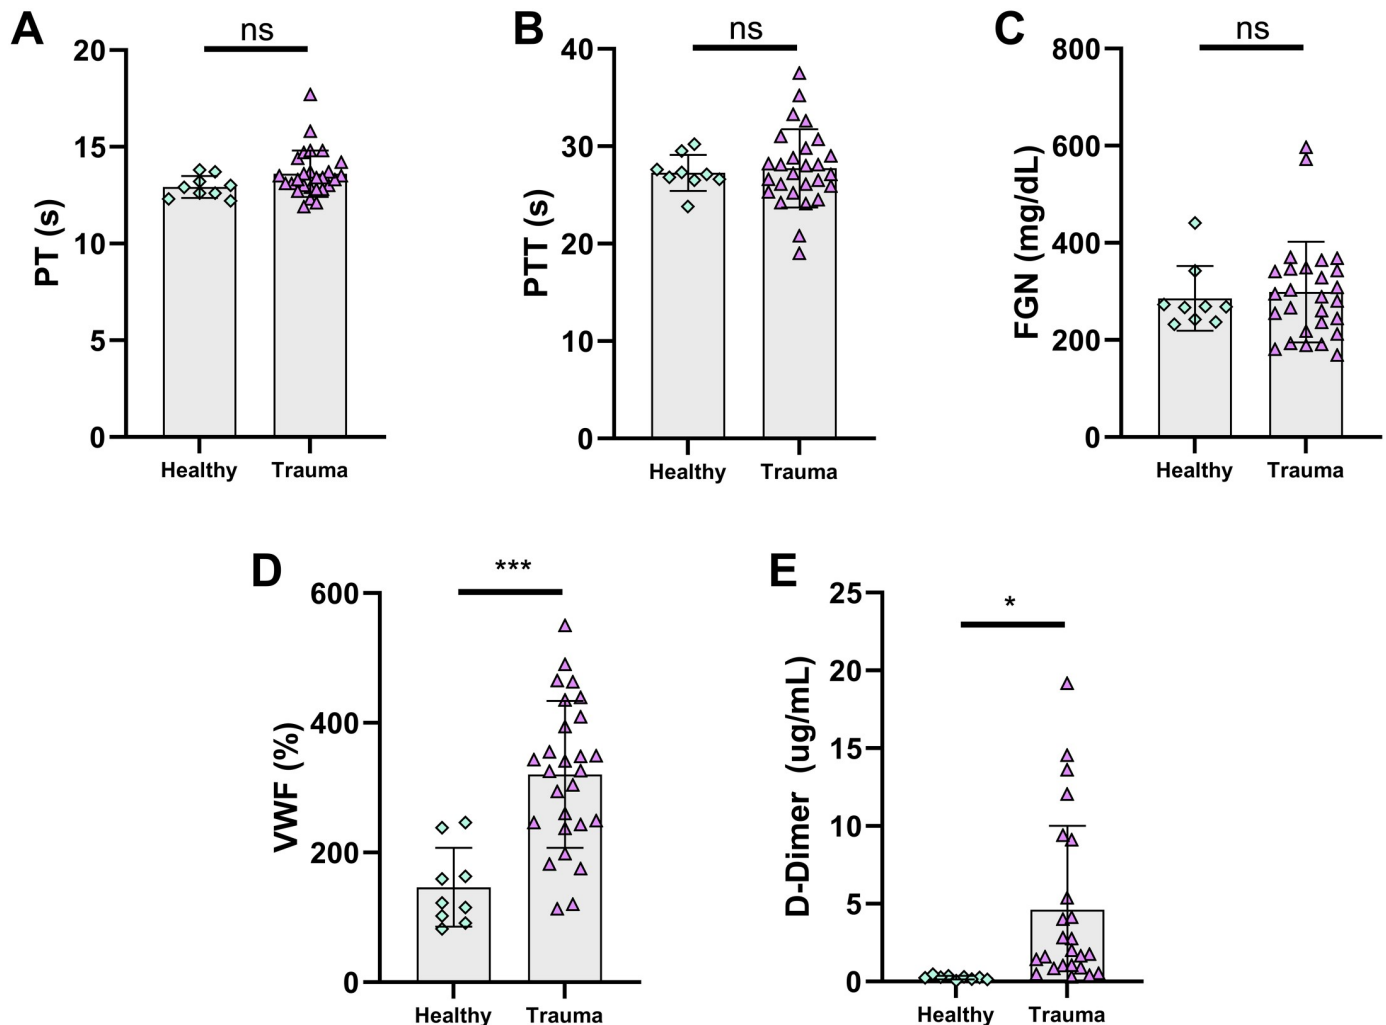 A
ns
20
15
10
5
0
PT (s)
Healthy Trauma
B
ns
40
30
20
10
0
PTT (s)
Healthy Trauma
C
ns
800
600
400
200
0
FGN (mg/dL)
Healthy Trauma
D
***
600
400
200
0
VWF (%)
Healthy Trauma
E
*
25
20
15
10
5
0
D-Dimer (ug/mL)
Healthy Trauma